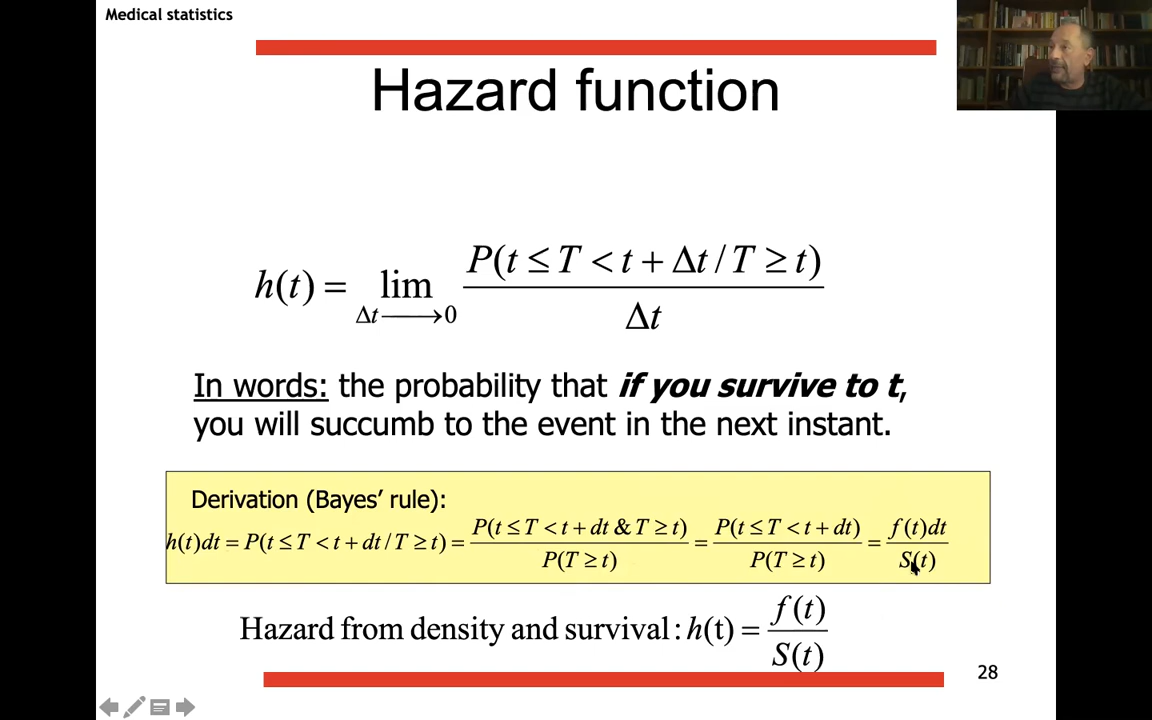 Medical statistics
Hazard function
h(t) = lim Δt⟶0 P(t ≤ T < t + Δt / T ≥ t) / Δt
In words: the probability that if you survive to t,
you will succumb to the event in the next instant.
Derivation (Bayes’ rule):
h(t)dt = P(t ≤ T < t + dt / T ≥ t) = P(t ≤ T < t + dt & T ≥ t) / P(T ≥ t) = P(t ≤ T < t + dt) / P(T ≥ t) = f(t)dt / S(t)
Hazard from density and survival : h(t) = f(t) / S(t)
28